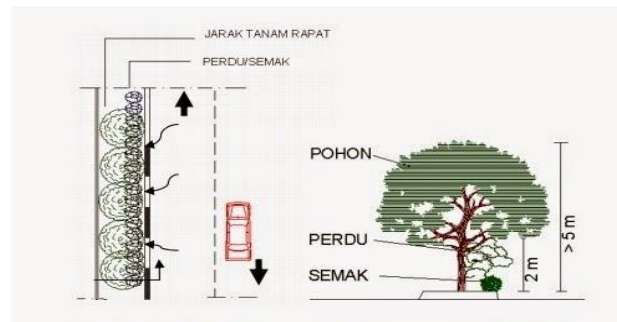 JARAK TANAM RAPAT
PERDU/SEMAK
POHON
PERDU
SEMAK
2 m
> 5 m